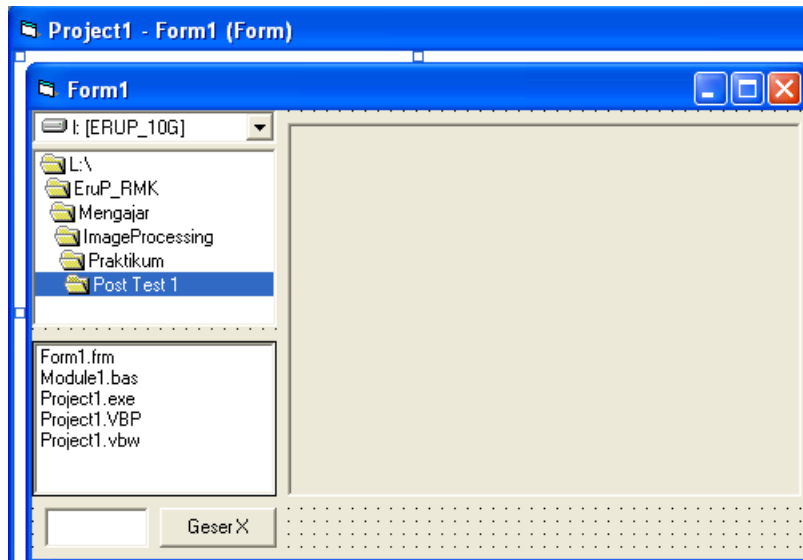 Project1 - Form1 (Form)
Form1
l: [ERUP_10G]
L:\
EruP_RMK
Mengajar
ImageProcessing
Praktikum
Post Test 1
Form1.frm
Module1.bas
Project1.exe
Project1.VBP
Project1.vbw
Geser X